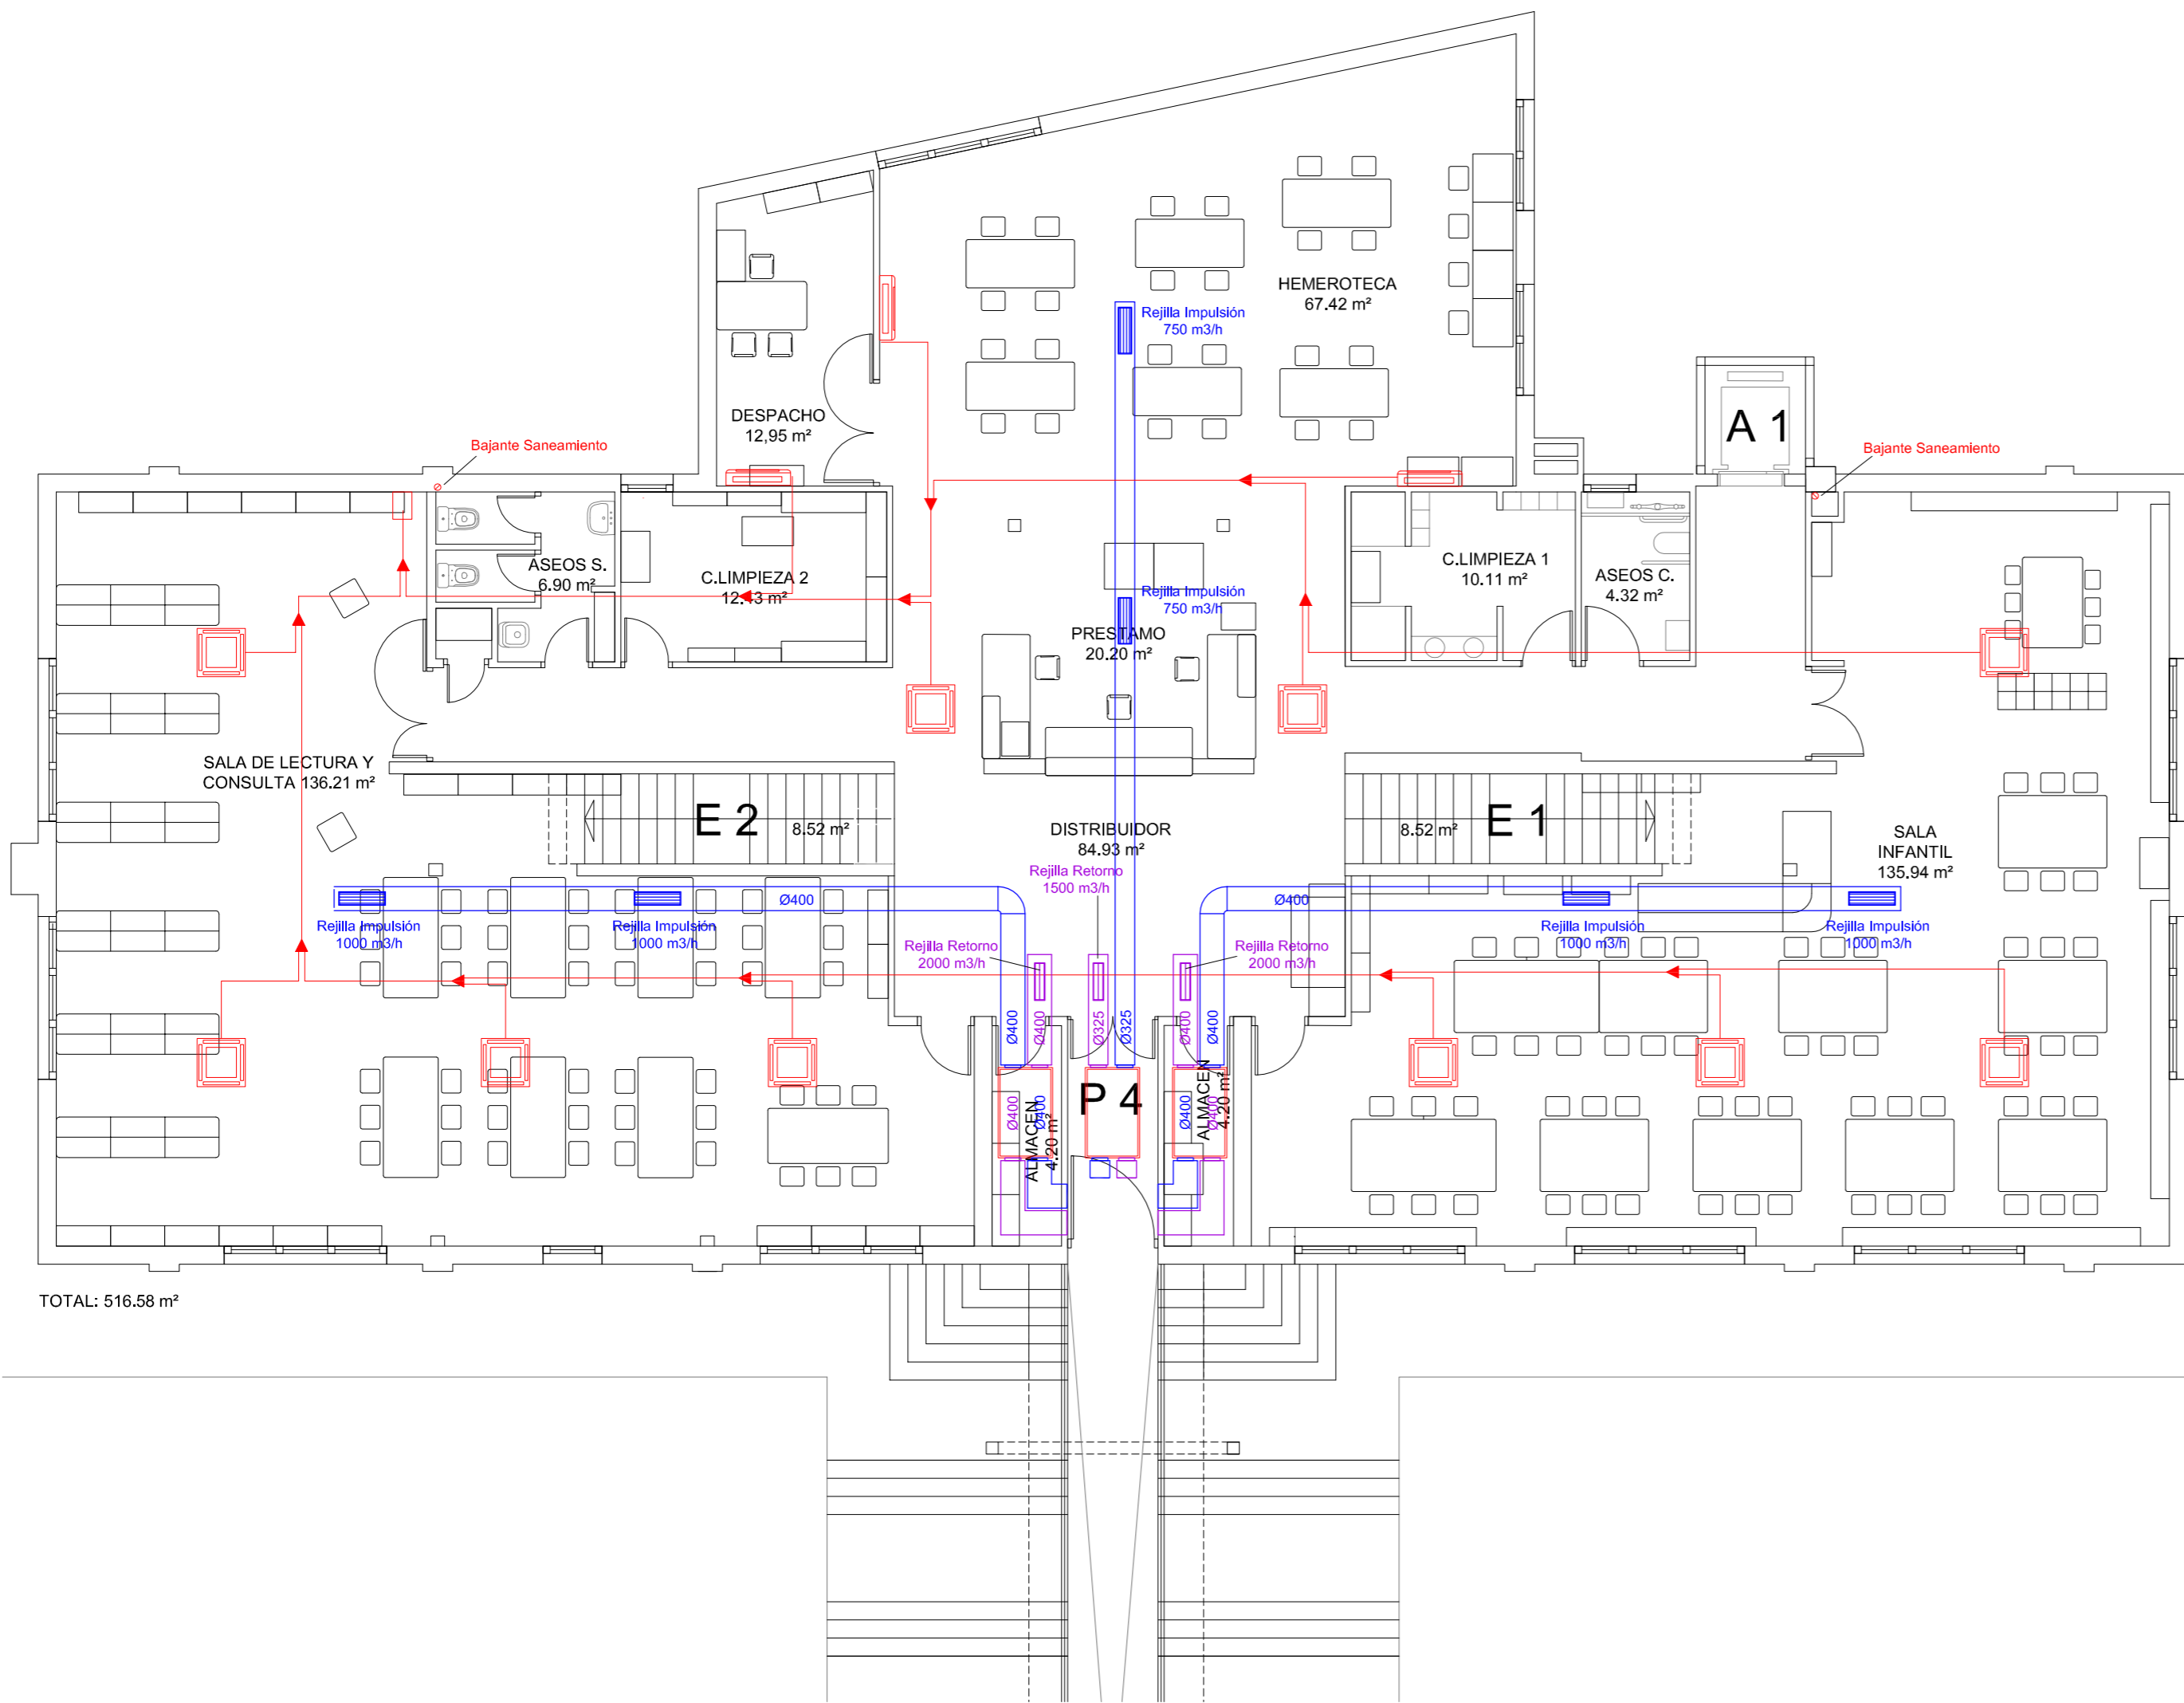 HEMEROTECA
67.42 m²
Rejilla Impulsión
750 m3/h
DESPACHO
12,95 m²
A 1
Bajante Saneamiento
Bajante Saneamiento
ASEOS S.
6.90 m²
C.LIMPIEZA 2
12.43 m²
C.LIMPIEZA 1
10.11 m²
ASEOS C.
4.32 m²
Rejilla Impulsión
750 m3/h
PRESTAMO
20.20 m²
SALA DE LECTURA Y
CONSULTA 136.21 m²
E 2
8.52 m²
DISTRIBUIDOR
84.93 m²
8.52 m²
E 1
SALA
INFANTIL
135.94 m²
Rejilla Retorno
1500 m3/h
Ø400
Ø400
Rejilla Impulsión
1000 m3/h
Rejilla Impulsión
1000 m3/h
Rejilla Impulsión
1000 m3/h
Rejilla Impulsión
1000 m3/h
Rejilla Retorno
2000 m3/h
Rejilla Retorno
2000 m3/h
Ø400
Ø400
Ø325
Ø325
Ø400
Ø400
P 4
Ø400
Ø400
Ø400
Ø400
ALMACEN
4.20 m²
ALMACEN
4.20 m²
TOTAL: 516.58 m²